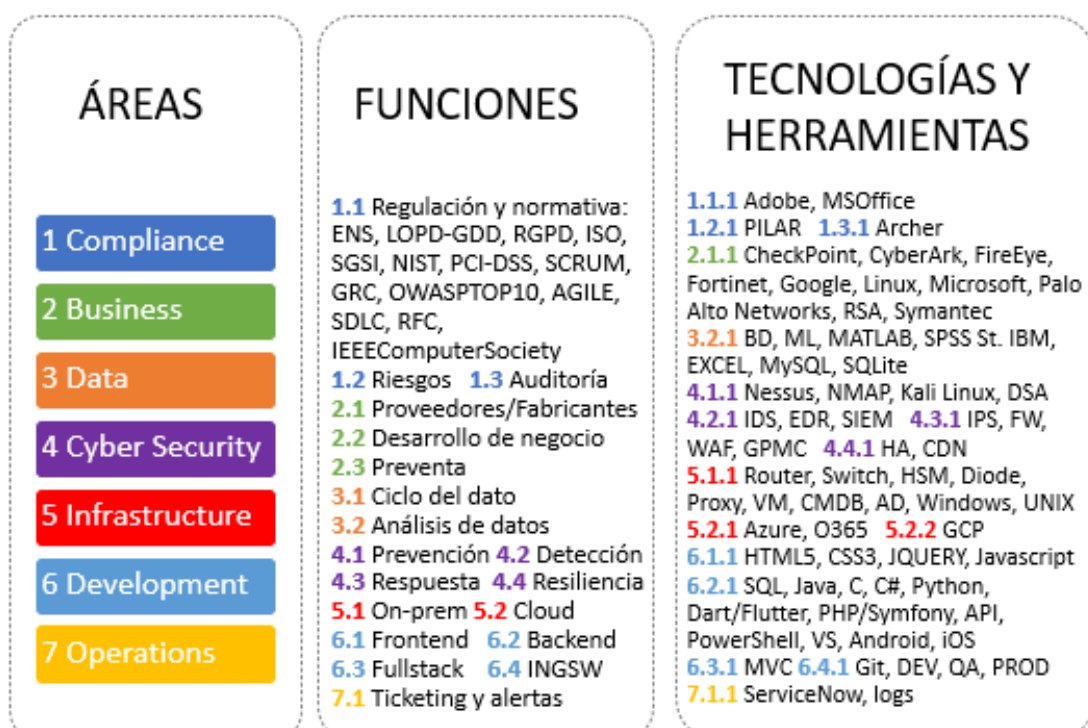 ÁREAS
1 Compliance
2 Business
3 Data
4 Cyber Security
5 Infrastructure
6 Development
7 Operations
FUNCIONES
1.1 Regulación y normativa:
ENS, LOPD-GDD, RGPD, ISO,
SGSI, NIST, PCI-DSS, SCRUM,
GRC, OWASPTOP10, AGILE,
SDLC, RFC,
IEEEComputerSociety
1.2 Riesgos 1.3 Auditoría
2.1 Proveedores/Fabricantes
2.2 Desarrollo de negocio
2.3 Preventa
3.1 Ciclo del dato
3.2 Análisis de datos
4.1 Prevención 4.2 Detección
4.3 Respuesta 4.4 Resiliencia
5.1 On-prem 5.2 Cloud
6.1 Frontend 6.2 Backend
6.3 Fullstack 6.4 INGSW
7.1 Ticketing y alertas
TECNOLOGÍAS Y
HERRAMIENTAS
1.1.1 Adobe, MSOffice
1.2.1 PILAR 1.3.1 Archer
2.1.1 CheckPoint, CyberArk, FireEye,
Fortinet, Google, Linux, Microsoft, Palo
Alto Networks, RSA, Symantec
3.2.1 BD, ML, MATLAB, SPSS St. IBM,
EXCEL, MySQL, SQLite
4.1.1 Nessus, NMAP, Kali Linux, DSA
4.2.1 IDS, EDR, SIEM 4.3.1 IPS, FW,
WAF, GPMC 4.4.1 HA, CDN
5.1.1 Router, Switch, HSM, Diode,
Proxy, VM, CMDB, AD, Windows, UNIX
5.2.1 Azure, O365 5.2.2 GCP
6.1.1 HTML5, CSS3, JQUERY, Javascript
6.2.1 SQL, Java, C, C#, Python,
Dart/Flutter, PHP/Symfony, API,
PowerShell, VS, Android, iOS
6.3.1 MVC 6.4.1 Git, DEV, QA, PROD
7.1.1 ServiceNow, logs